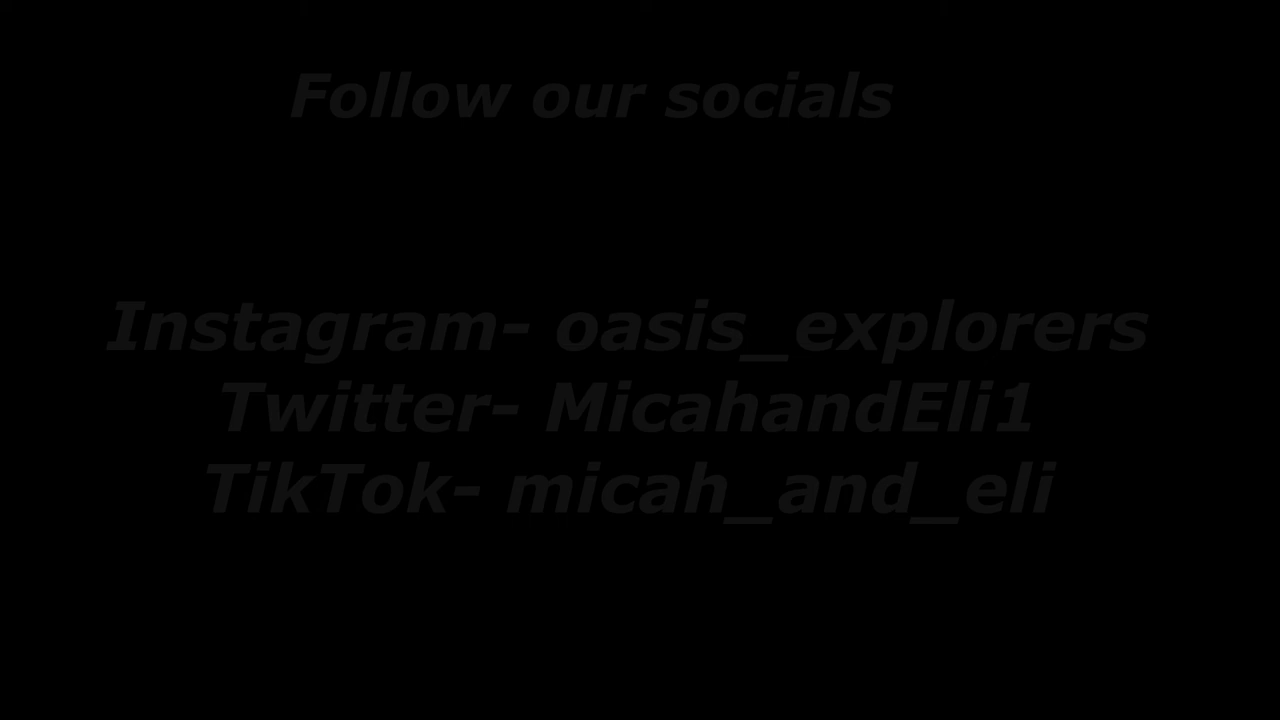 Follow our socials
Instagram- oasis_explorers
Twitter- MicahandEli1
TikTok- micah_and_eli